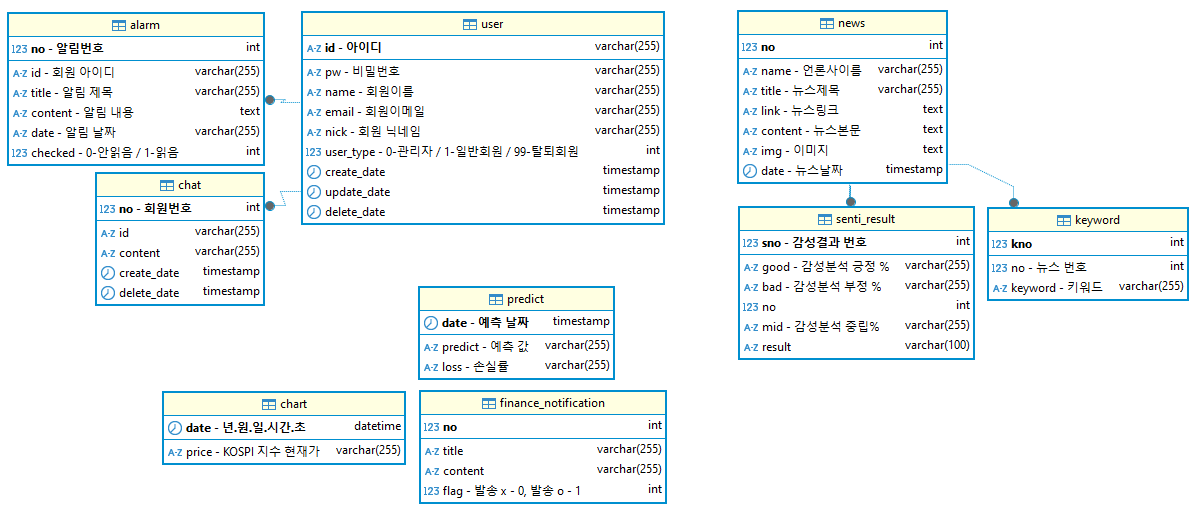 alarm
123 no - 알림번호 int
A-Z id - 회원 아이디 varchar(255)
A-Z title - 알림 제목 varchar(255)
A-Z content - 알림 내용 text
A-Z date - 알림 날짜 varchar(255)
123 checked - 0-안읽음 / 1-읽음 int
user
A-Z id - 아이디 varchar(255)
A-Z pw - 비밀번호 varchar(255)
A-Z name - 회원이름 varchar(255)
A-Z email - 회원이메일 varchar(255)
A-Z nick - 회원 닉네임 varchar(255)
123 user_type - 0-관리자 / 1-일반회원 / 99-탈퇴회원 int
create_date timestamp
update_date timestamp
delete_date timestamp
news
123 no int
A-Z name - 언론사이름 varchar(255)
A-Z title - 뉴스제목 varchar(255)
A-Z link - 뉴스링크 text
A-Z content - 뉴스본문 text
A-Z img - 이미지 text
date - 뉴스날짜 timestamp
chat
123 no - 회원번호 int
A-Z id varchar(255)
A-Z content varchar(255)
create_date timestamp
delete_date timestamp
senti_result
123 sno - 감성결과 번호 int
A-Z good - 감성분석 긍정 % varchar(255)
A-Z bad - 감성분석 부정 % varchar(255)
123 no int
A-Z mid - 감성분석 중립% varchar(255)
A-Z result varchar(100)
keyword
123 kno int
123 no - 뉴스 번호 int
A-Z keyword - 키워드 varchar(255)
predict
date - 예측 날짜 timestamp
A-Z predict - 예측 값 varchar(255)
A-Z loss - 손실률 varchar(255)
chart
date - 년.원.일.시간.초 datetime
A-Z price - KOSPI 지수 현재가 varchar(255)
finance_notification
123 no int
A-Z title varchar(255)
A-Z content varchar(255)
123 flag - 발송 x - 0, 발송 o - 1 int